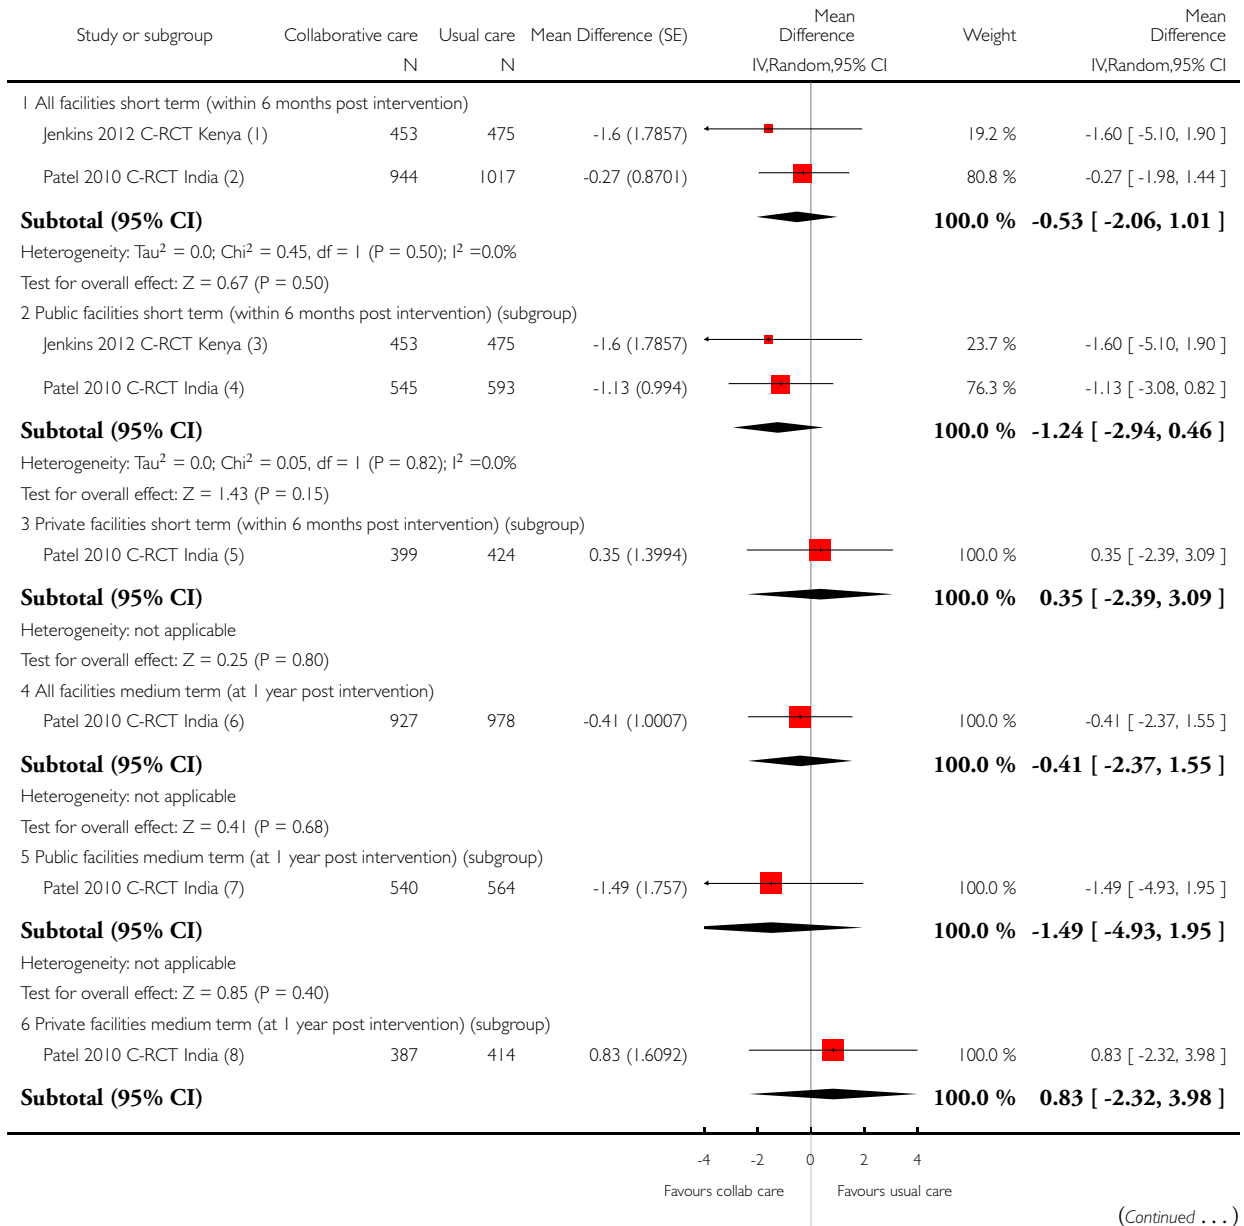 Study or subgroup Collaborative care Usual care Mean Difference (SE) Mean Difference Weight Mean Difference
N N IV,Random,95% CI IV,Random,95% CI
1 All facilities short term (within 6 months post intervention)
Jenkins 2012 C-RCT Kenya (1) 453 475 -1.6 (1.7857) 19.2 % -1.60 [ -5.10, 1.90 ]
Patel 2010 C-RCT India (2) 944 1017 -0.27 (0.8701) 80.8 % -0.27 [ -1.98, 1.44 ]
Subtotal (95% CI) 100.0 % -0.53 [ -2.06, 1.01 ]
Heterogeneity: Tau² = 0.0; Chi² = 0.45, df = 1 (P = 0.50); I² =0.0%
Test for overall effect: Z = 0.67 (P = 0.50)
2 Public facilities short term (within 6 months post intervention) (subgroup)
Jenkins 2012 C-RCT Kenya (3) 453 475 -1.6 (1.7857) 23.7 % -1.60 [ -5.10, 1.90 ]
Patel 2010 C-RCT India (4) 545 593 -1.13 (0.994) 76.3 % -1.13 [ -3.08, 0.82 ]
Subtotal (95% CI) 100.0 % -1.24 [ -2.94, 0.46 ]
Heterogeneity: Tau² = 0.0; Chi² = 0.05, df = 1 (P = 0.82); I² =0.0%
Test for overall effect: Z = 1.43 (P = 0.15)
3 Private facilities short term (within 6 months post intervention) (subgroup)
Patel 2010 C-RCT India (5) 399 424 0.35 (1.3994) 100.0 % 0.35 [ -2.39, 3.09 ]
Subtotal (95% CI) 100.0 % 0.35 [ -2.39, 3.09 ]
Heterogeneity: not applicable
Test for overall effect: Z = 0.25 (P = 0.80)
4 All facilities medium term (at 1 year post intervention)
Patel 2010 C-RCT India (6) 927 978 -0.41 (1.0007) 100.0 % -0.41 [ -2.37, 1.55 ]
Subtotal (95% CI) 100.0 % -0.41 [ -2.37, 1.55 ]
Heterogeneity: not applicable
Test for overall effect: Z = 0.41 (P = 0.68)
5 Public facilities medium term (at 1 year post intervention) (subgroup)
Patel 2010 C-RCT India (7) 540 564 -1.49 (1.757) 100.0 % -1.49 [ -4.93, 1.95 ]
Subtotal (95% CI) 100.0 % -1.49 [ -4.93, 1.95 ]
Heterogeneity: not applicable
Test for overall effect: Z = 0.85 (P = 0.40)
6 Private facilities medium term (at 1 year post intervention) (subgroup)
Patel 2010 C-RCT India (8) 387 414 0.83 (1.6092) 100.0 % 0.83 [ -2.32, 3.98 ]
Subtotal (95% CI) 100.0 % 0.83 [ -2.32, 3.98 ]
-4 -2 0 2 4
Favours collab care Favours usual care
(Continued . . . )